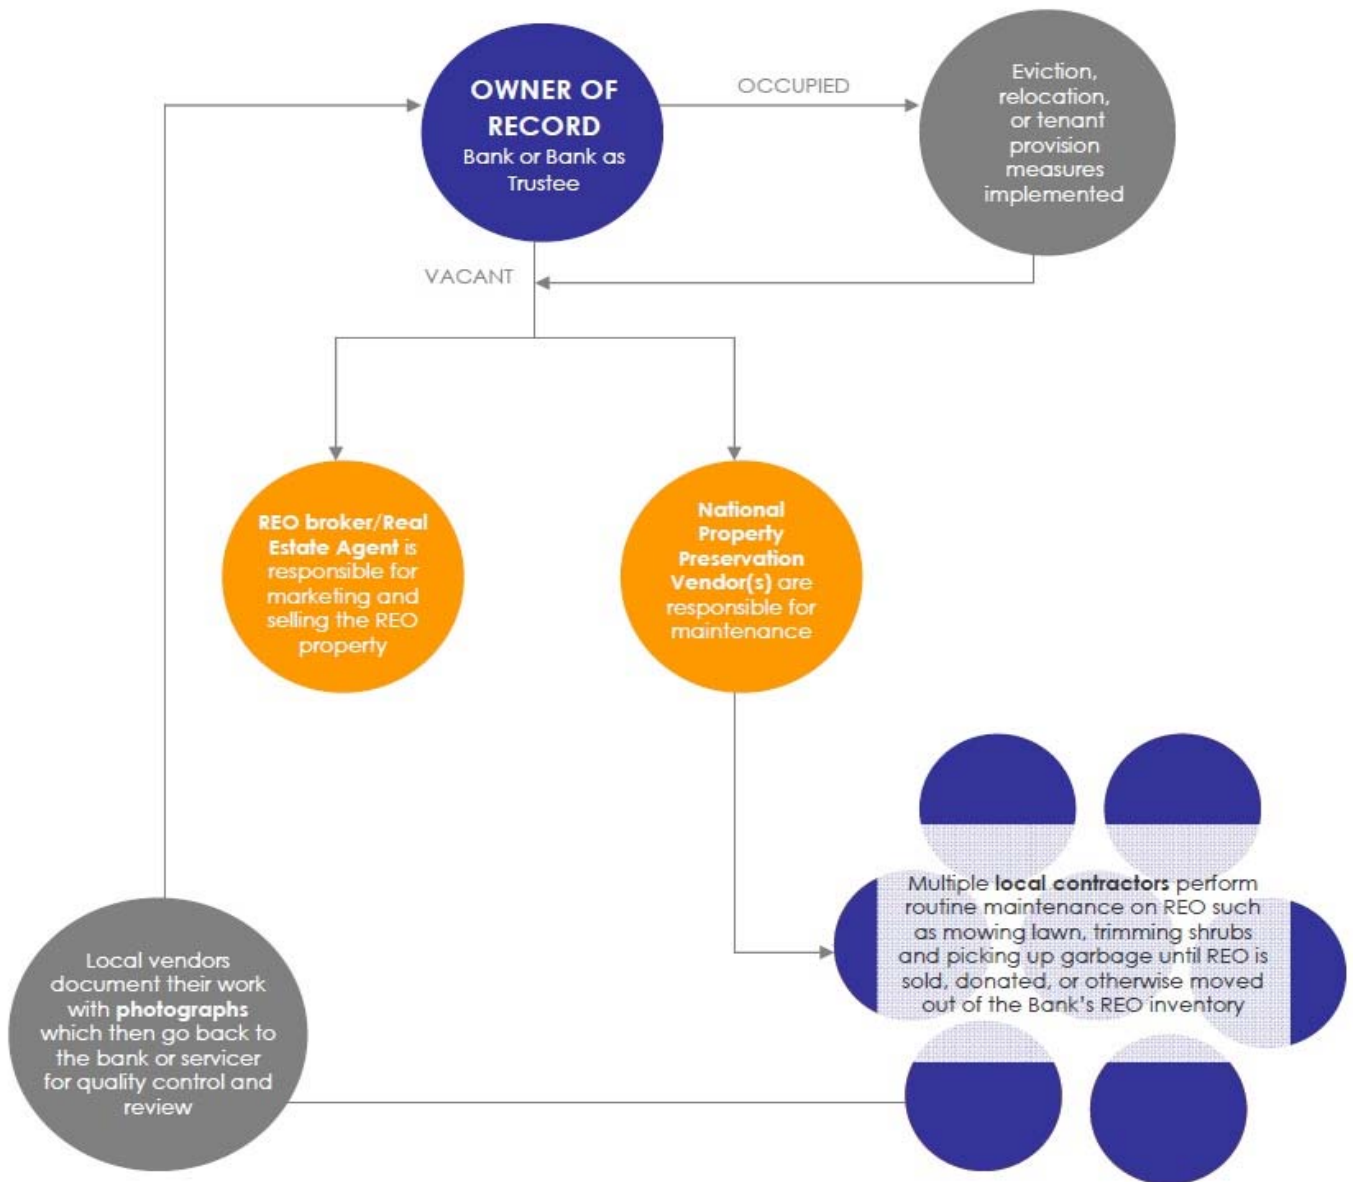 OWNER OF
RECORD
Bank or Bank as
Trustee
OCCUPIED
Eviction,
relocation,
or tenant
provision
measures
implemented
VACANT
REO broker/Real
Estate Agent is
responsible for
marketing and
selling the REO
property
National
Property
Preservation
Vendor(s) are
responsible for
maintenance
Multiple local contractors perform
routine maintenance on REO such
as mowing lawn, trimming shrubs
and picking up garbage until REO is
sold, donated, or otherwise moved
out of the Bank's REO inventory
Local vendors
document their work
with photographs
which then go back to
the bank or servicer
for quality control and
review